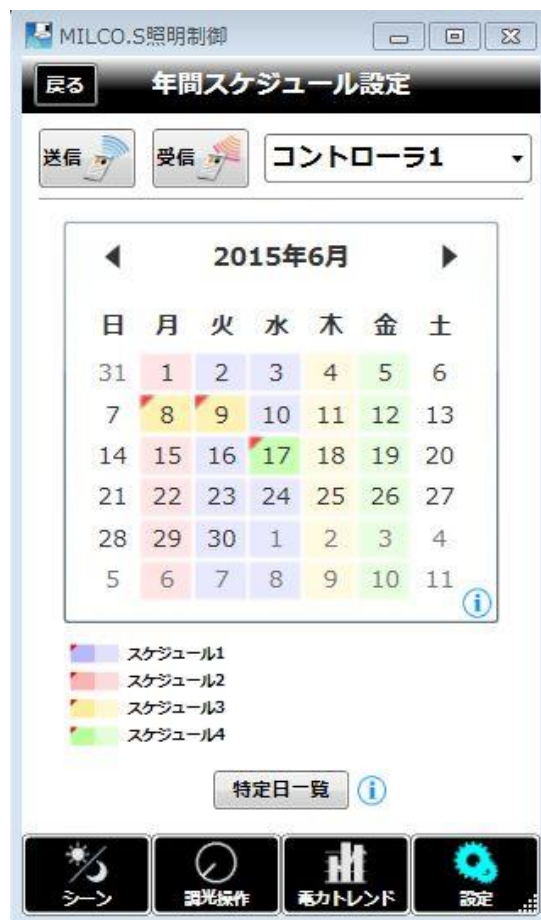 MILCO.S照明制御
戻る 年間スケジュール設定
送信 受信 コントローラ1
2015年6月
日 月 火 水 木 金 土
31 1 2 3 4 5 6
7 8 9 10 11 12 13
14 15 16 17 18 19 20
21 22 23 24 25 26 27
28 29 30 1 2 3 4
5 6 7 8 9 10 11
スケジュール1
スケジュール2
スケジュール3
スケジュール4
特定日一覧
シーン 調光操作 電力トレンド 設定